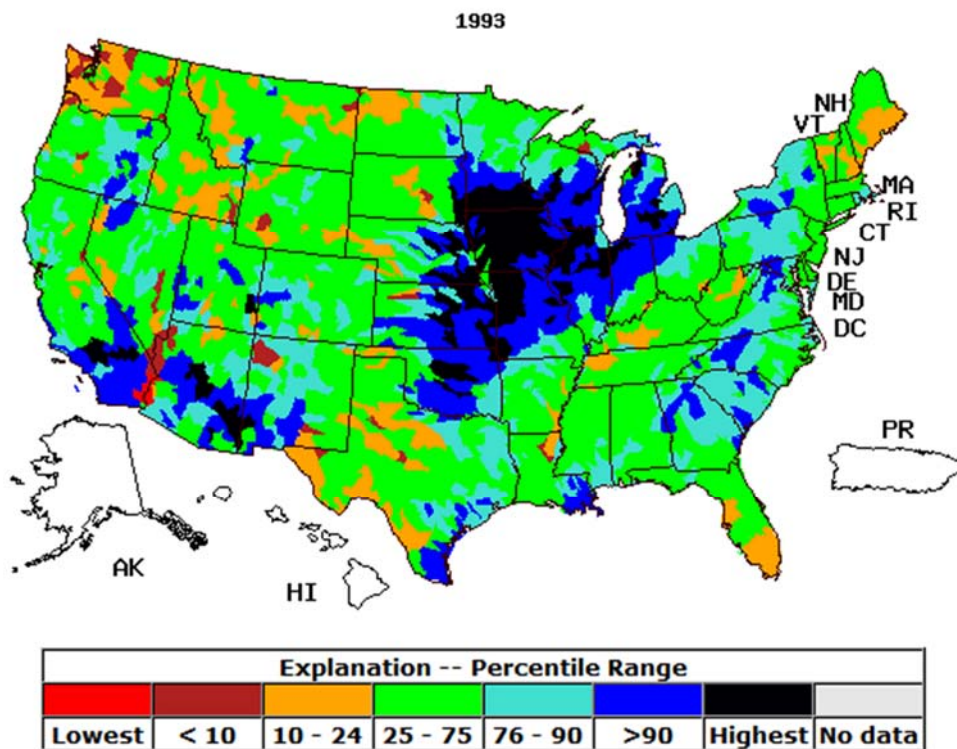 1993
NH
VT
MA
RI
CT
NJ
DE
MD
DC
PR
AK
HI
Explanation -- Percentile Range
Lowest < 10 10 - 24 25 - 75 76 - 90 >90 Highest No data